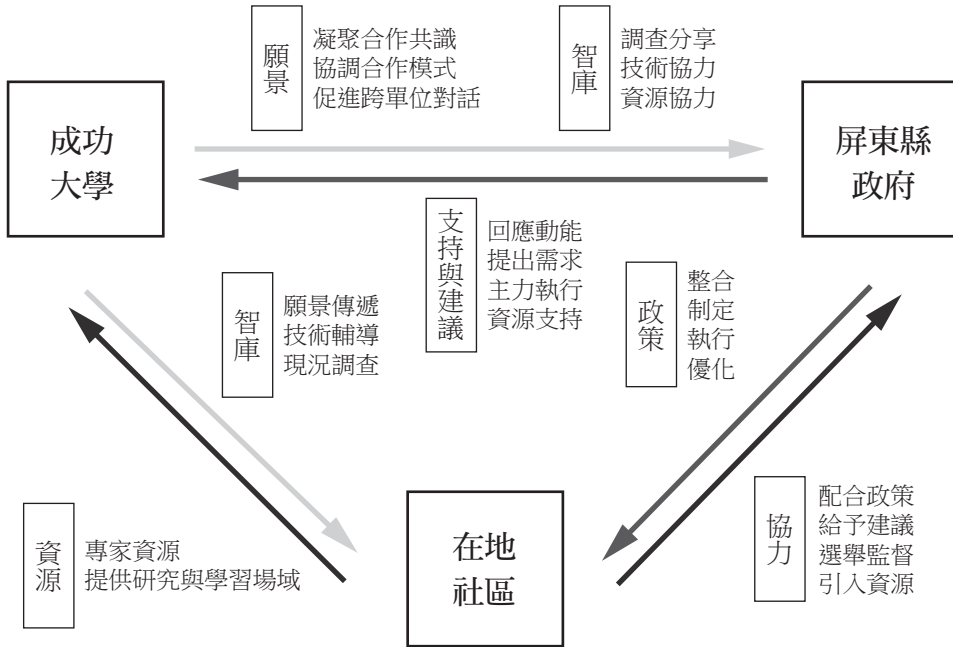 願景
凝聚合作共識
協調合作模式
促進跨單位對話
智庫
調查分享
技術協力
資源協力
成功
大學
屏東縣
政府
支持與建議
回應動能
提出需求
主力執行
資源支持
智庫
願景傳遞
技術輔導
現況調查
政策
整合
制定
執行
優化
資源
專家資源
提供研究與學習場域
在地
社區
協力
配合政策
給予建議
選舉監督
引入資源